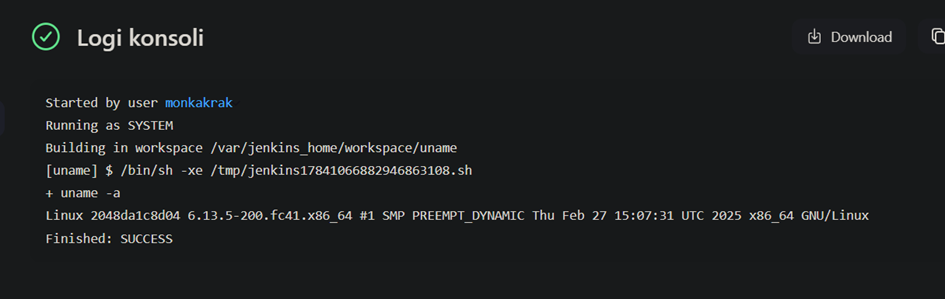 Logi konsoli
Download
Started by user monkakrak
Running as SYSTEM
Building in workspace /var/jenkins_home/workspace/uname
[uname] $ /bin/sh -xe /tmp/jenkins17841066882946863108.sh
+ uname -a
Linux 2048da1c8d04 6.13.5-200.fc41.x86_64 #1 SMP PREEMPT_DYNAMIC Thu Feb 27 15:07:31 UTC 2025 x86_64 GNU/Linux
Finished: SUCCESS